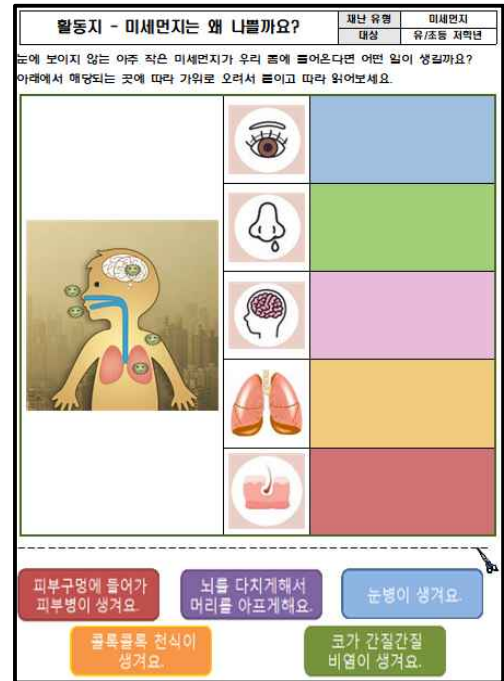 활동지 - 미세먼지는 왜 나쁠까요?
재난 유형
미세먼지
대상
유/초등 저학년
눈에 보이지 않는 아주 작은 미세먼지가 우리 몸에 들어온다면 어떤 일이 생길까요?
아래에서 해당되는 곳에 따라 가위로 오려서 붙이고 따라 읽어보세요.
피부구멍에 들어가
피부병이 생겨요.
뇌를 다치게해서
머리를 아프게해요.
눈병이 생겨요.
콜록콜록 천식이
생겨요.
코가 간질간질
비염이 생겨요.